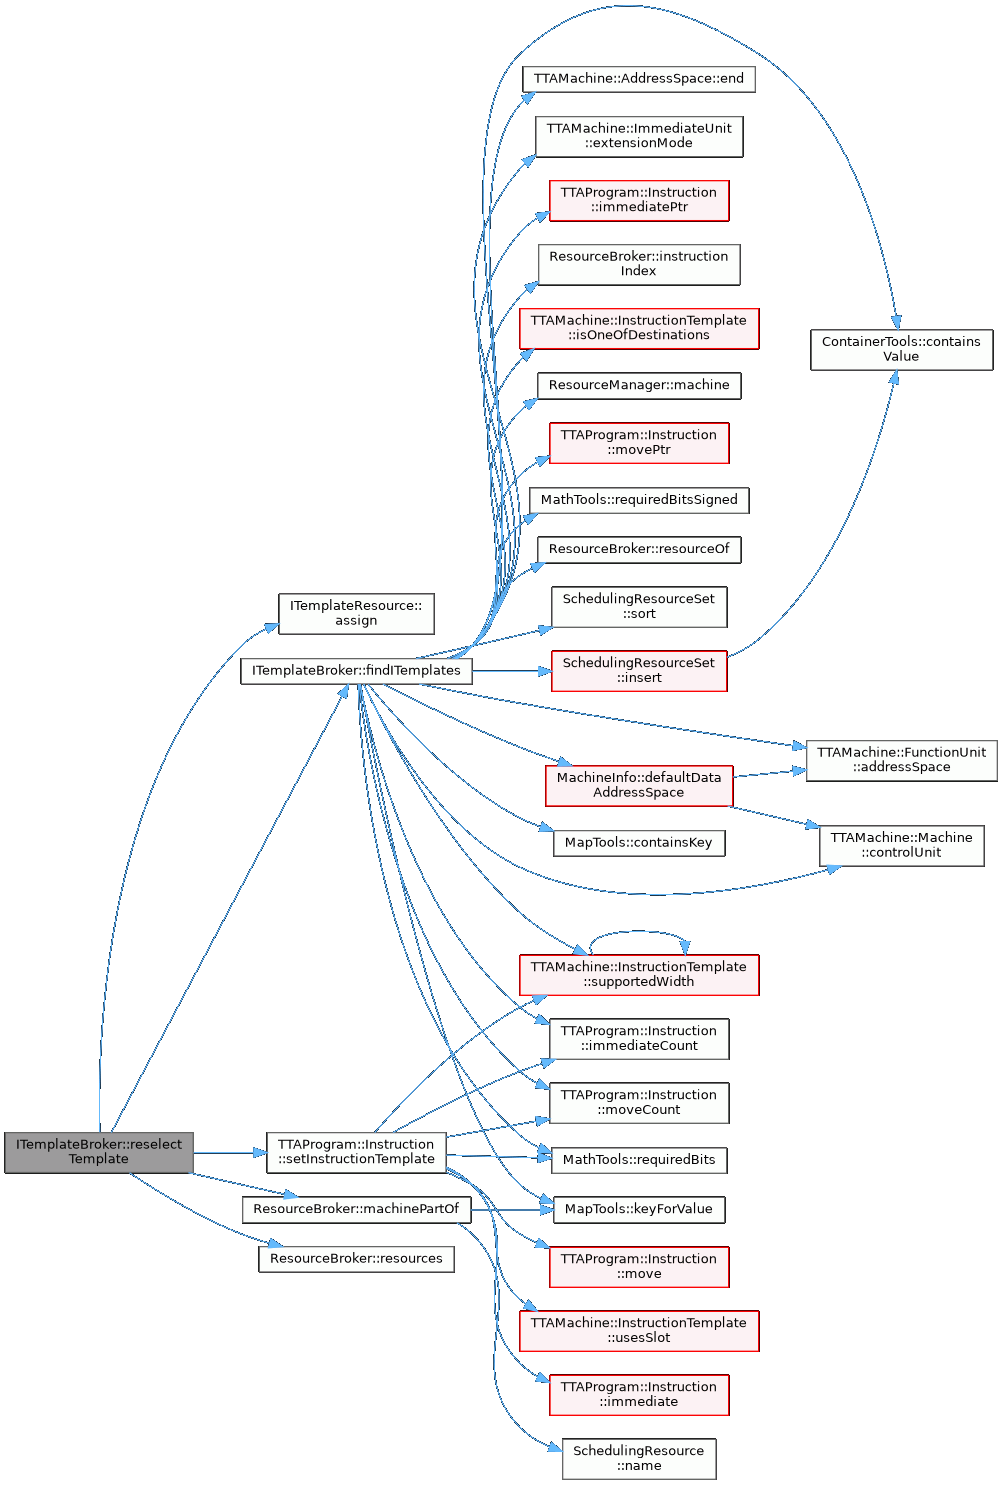 TTAMachine::AddressSpace::end
TTAMachine::ImmediateUnit
::extensionMode
TTAProgram::Instruction
::immediatePtr
ResourceBroker::instruction
Index
TTAMachine::InstructionTemplate
::isOneOfDestinations
ContainerTools::contains
Value
ResourceManager::machine
TTAProgram::Instruction
::movePtr
MathTools::requiredBitsSigned
ResourceBroker::resourceOf
SchedulingResourceSet
::sort
ITemplateResource::
assign
ITemplateBroker::findITemplates
SchedulingResourceSet
::insert
TTAMachine::FunctionUnit
::addressSpace
MachineInfo::defaultData
AddressSpace
MapTools::containsKey
TTAMachine::Machine
::controlUnit
TTAMachine::InstructionTemplate
::supportedWidth
TTAProgram::Instruction
::immediateCount
TTAProgram::Instruction
::moveCount
ITemplateBroker::reselect
Template
TTAProgram::Instruction
::setInstructionTemplate
MathTools::requiredBits
ResourceBroker::machinePartOf
MapTools::keyForValue
ResourceBroker::resources
TTAProgram::Instruction
::move
TTAMachine::InstructionTemplate
::usesSlot
TTAProgram::Instruction
::immediate
SchedulingResource
::name